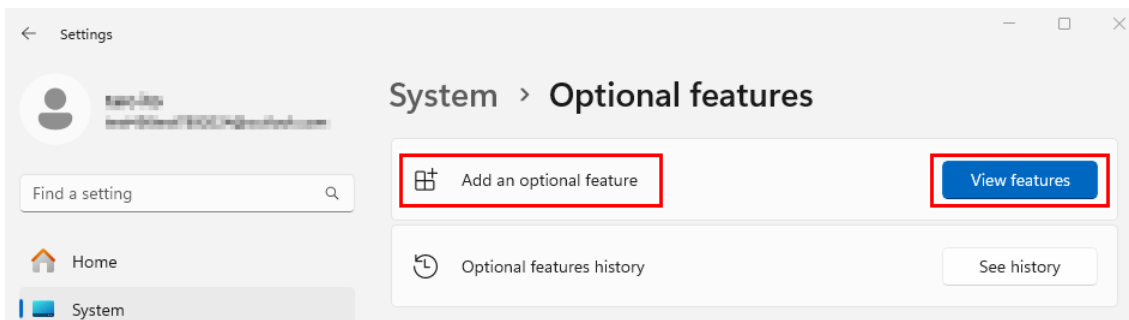 Settings
System > Optional features
Find a setting
Home
System
Add an optional feature
View features
Optional features history
See history